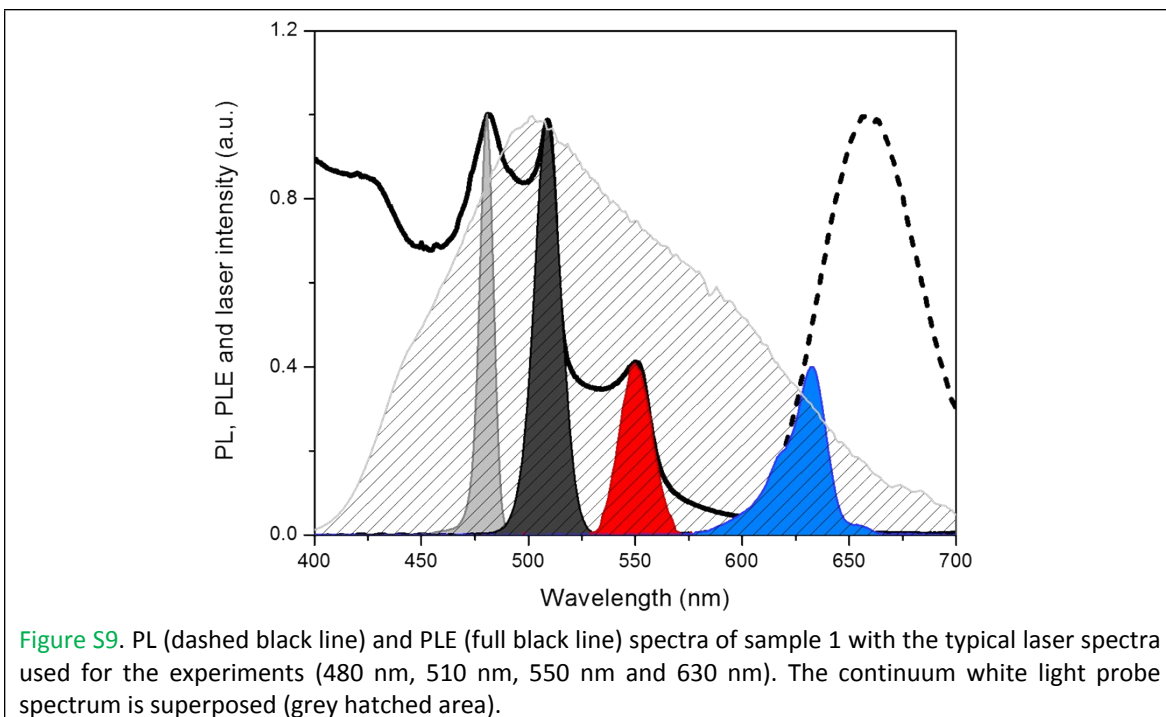 1.2
0.8
0.4
0.0
PL, PLE and laser intensity (a.u.)
400 450 500 550 600 650 700
Wavelength (nm)
Figure S9. PL (dashed black line) and PLE (full black line) spectra of sample 1 with the typical laser spectra
used for the experiments (480 nm, 510 nm, 550 nm and 630 nm). The continuum white light probe
spectrum is superposed (grey hatched area).